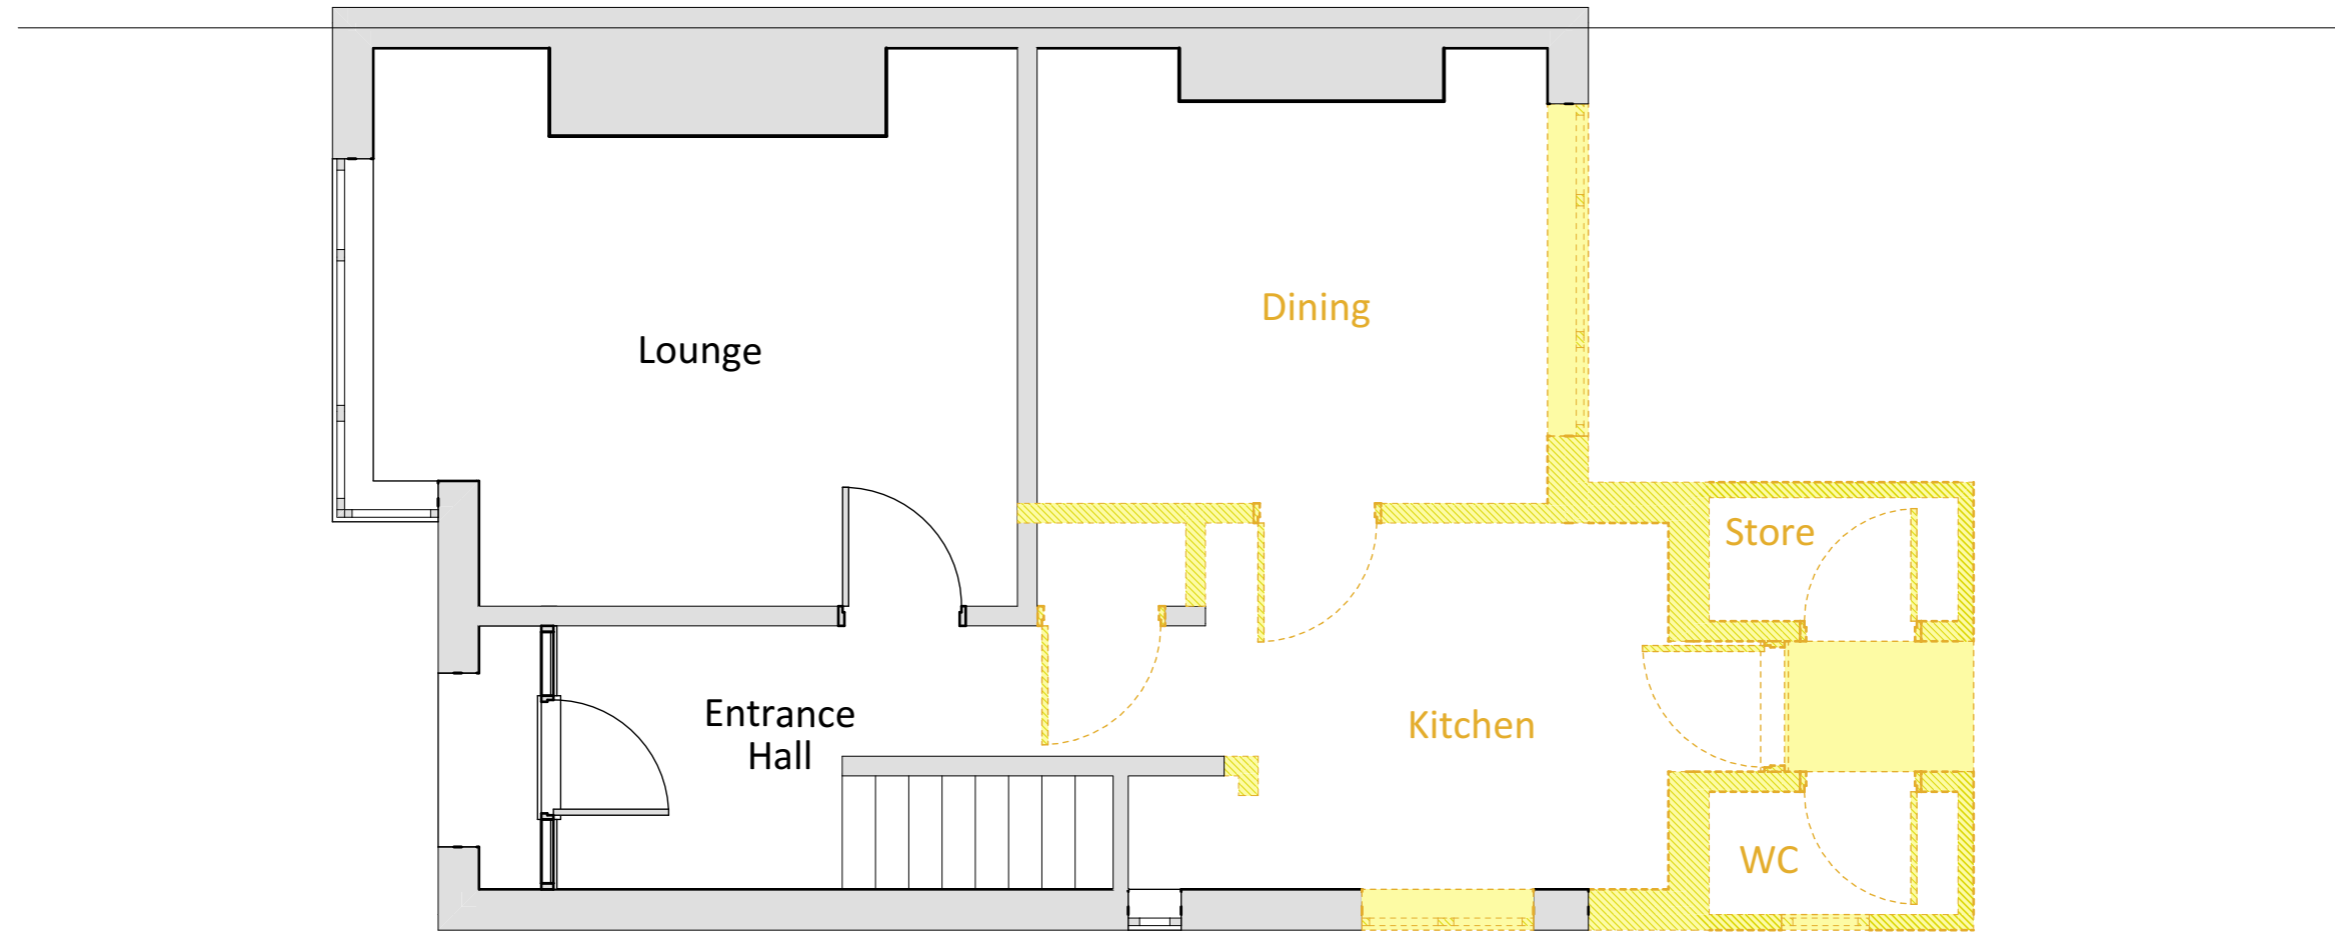 Dining
Lounge
Store
Entrance
Hall
Kitchen
WC